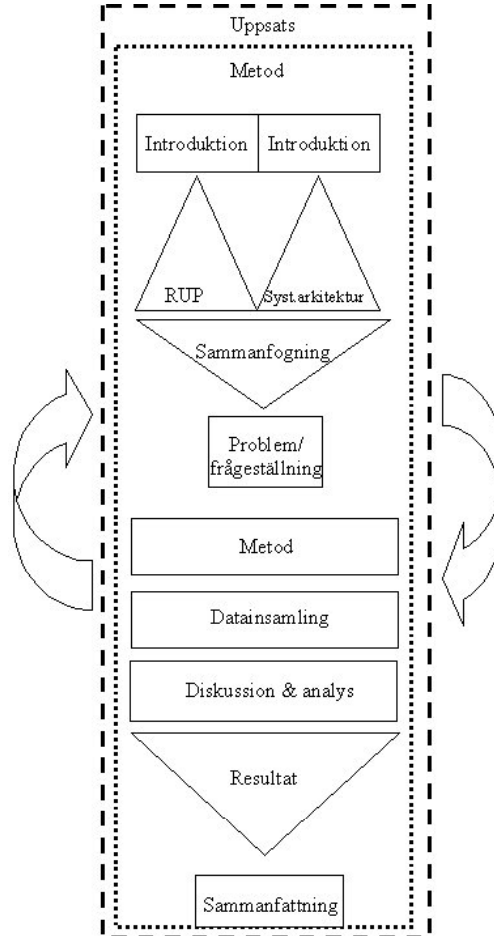 Uppsats
Metod
Introduktion Introduktion
RUP Syst.arkitektur
Sammanfogning
Problem/
frågeställning
Metod
Datainsamling
Diskussion & analys
Resultat
Sammanfattning